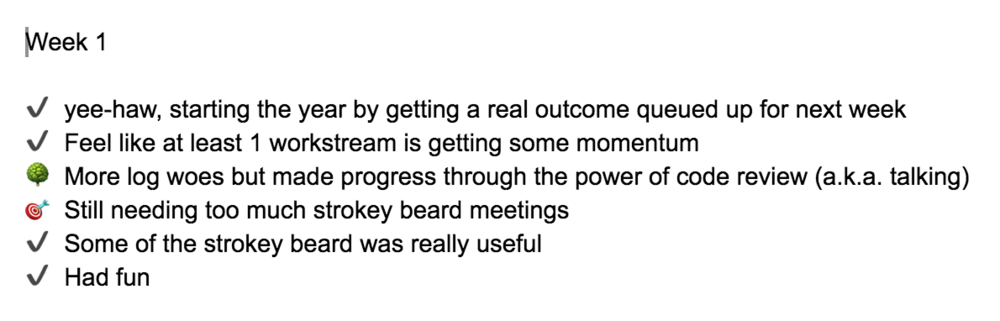 Week 1
✔ yee-haw, starting the year by getting a real outcome queued up for next week
✔ Feel like at least 1 workstream is getting some momentum
🌳 More log woes but made progress through the power of code review (a.k.a. talking)
🎯 Still needing too much strokey beard meetings
✔ Some of the strokey beard was really useful
✔ Had fun